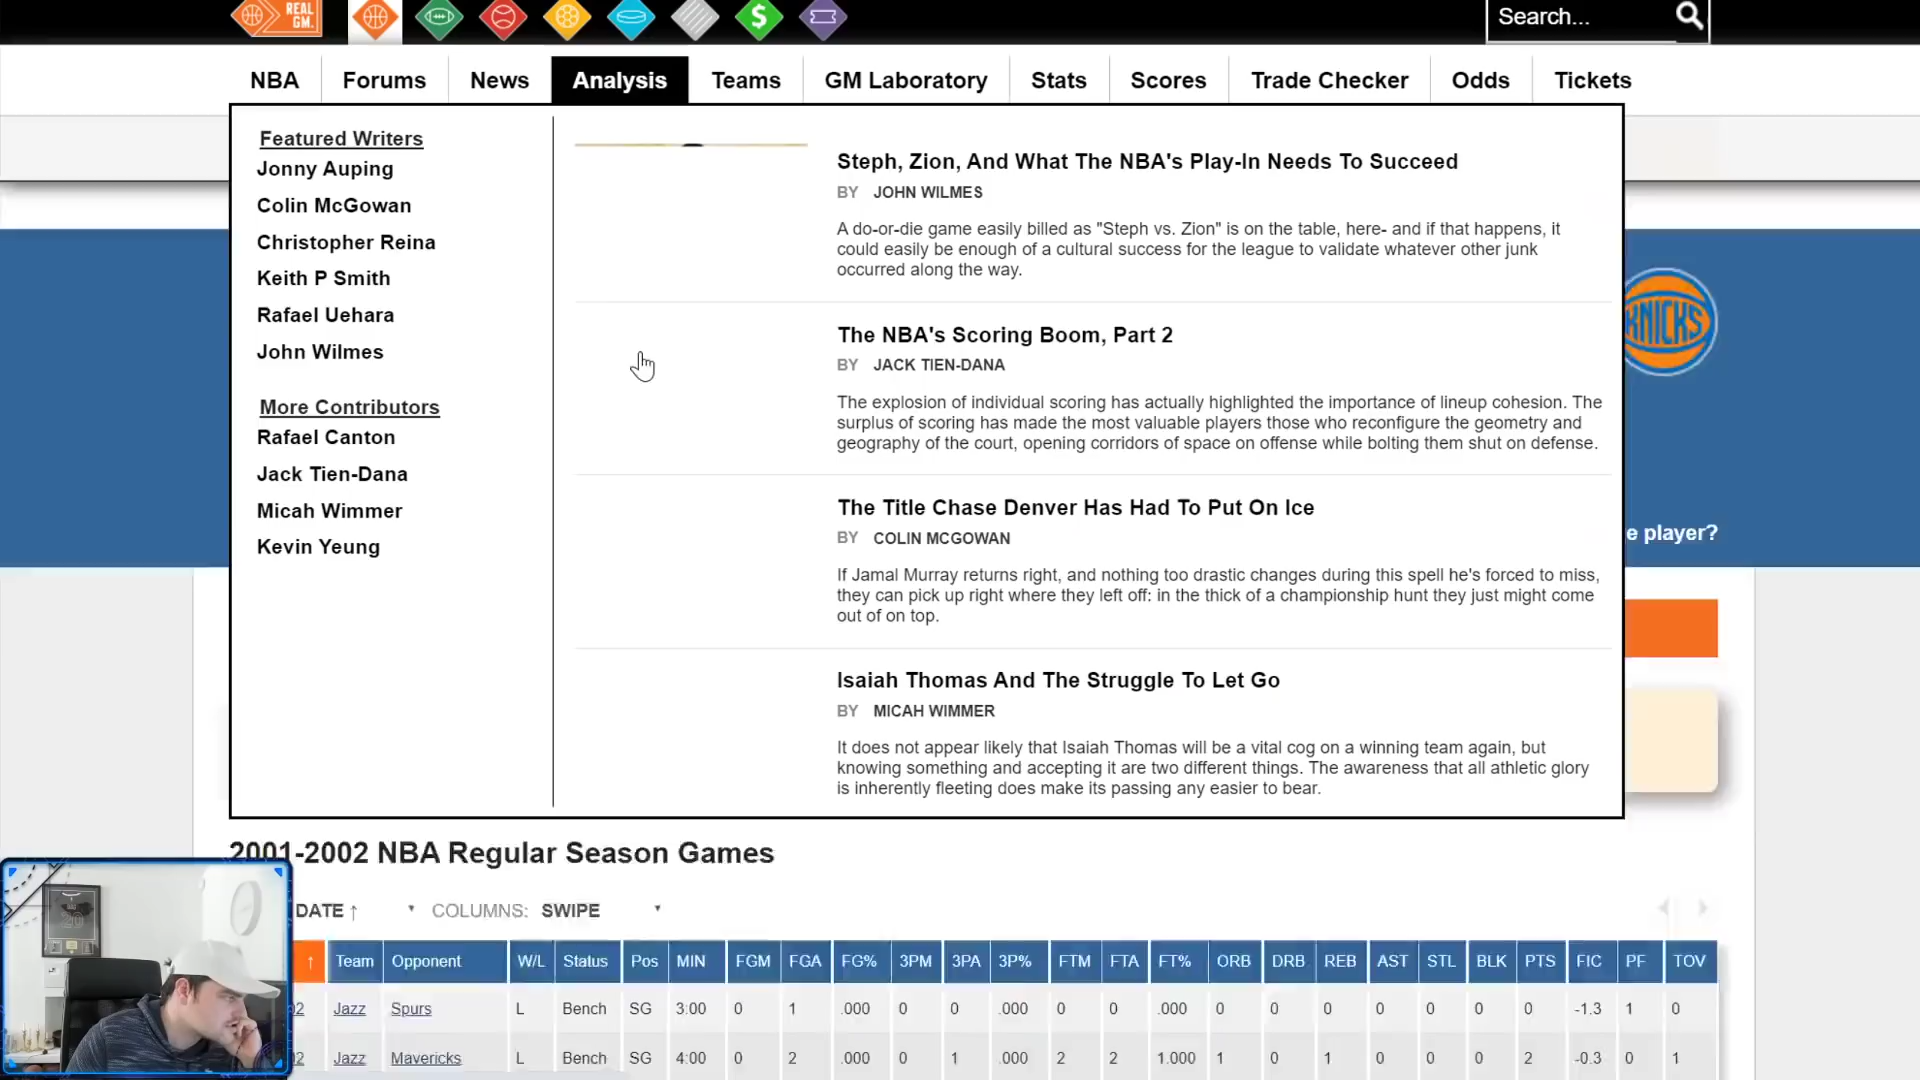 REAL
GM.
Search...
NBA Forums News Analysis Teams GM Laboratory Stats Scores Trade Checker Odds Tickets
Featured Writers
Jonny Auping
Colin McGowan
Christopher Reina
Keith P Smith
Rafael Uehara
John Wilmes
More Contributors
Rafael Canton
Jack Tien-Dana
Micah Wimmer
Kevin Yeung
Steph, Zion, And What The NBA's Play-In Needs To Succeed
BY JOHN WILMES
A do-or-die game easily billed as "Steph vs. Zion" is on the table, here- and if that happens, it
could easily be enough of a cultural success for the league to validate whatever other junk
occurred along the way.
The NBA's Scoring Boom, Part 2
BY JACK TIEN-DANA
The explosion of individual scoring has actually highlighted the importance of lineup cohesion. The
surplus of scoring has made the most valuable players those who reconfigure the geometry and
geography of the court, opening corridors of space on offense while bolting them shut on defense.
The Title Chase Denver Has Had To Put On Ice
BY COLIN MCGOWAN
If Jamal Murray returns right, and nothing too drastic changes during this spell he's forced to miss,
they can pick up right where they left off: in the thick of a championship hunt they just might come
out of on top.
Isaiah Thomas And The Struggle To Let Go
BY MICAH WIMMER
It does not appear likely that Isaiah Thomas will be a vital cog on a winning team again, but
knowing something and accepting it are two different things. The awareness that all athletic glory
is inherently fleeting does make its passing any easier to bear.
KNICKS
e player?
2001-2002 NBA Regular Season Games
DATE ↑ COLUMNS: SWIPE
↑ Team Opponent W/L Status Pos MIN FGM FGA FG% 3PM 3PA 3P% FTM FTA FT% ORB DRB REB AST STL BLK PTS FIC PF TOV
02 Jazz Spurs L Bench SG 3:00 0 1 .000 0 0 .000 0 0 .000 0 0 0 0 0 0 0 -1.3 1 0
02 Jazz Mavericks L Bench SG 4:00 0 2 .000 0 1 .000 2 2 1.000 1 0 1 0 0 0 2 -0.3 0 1
20